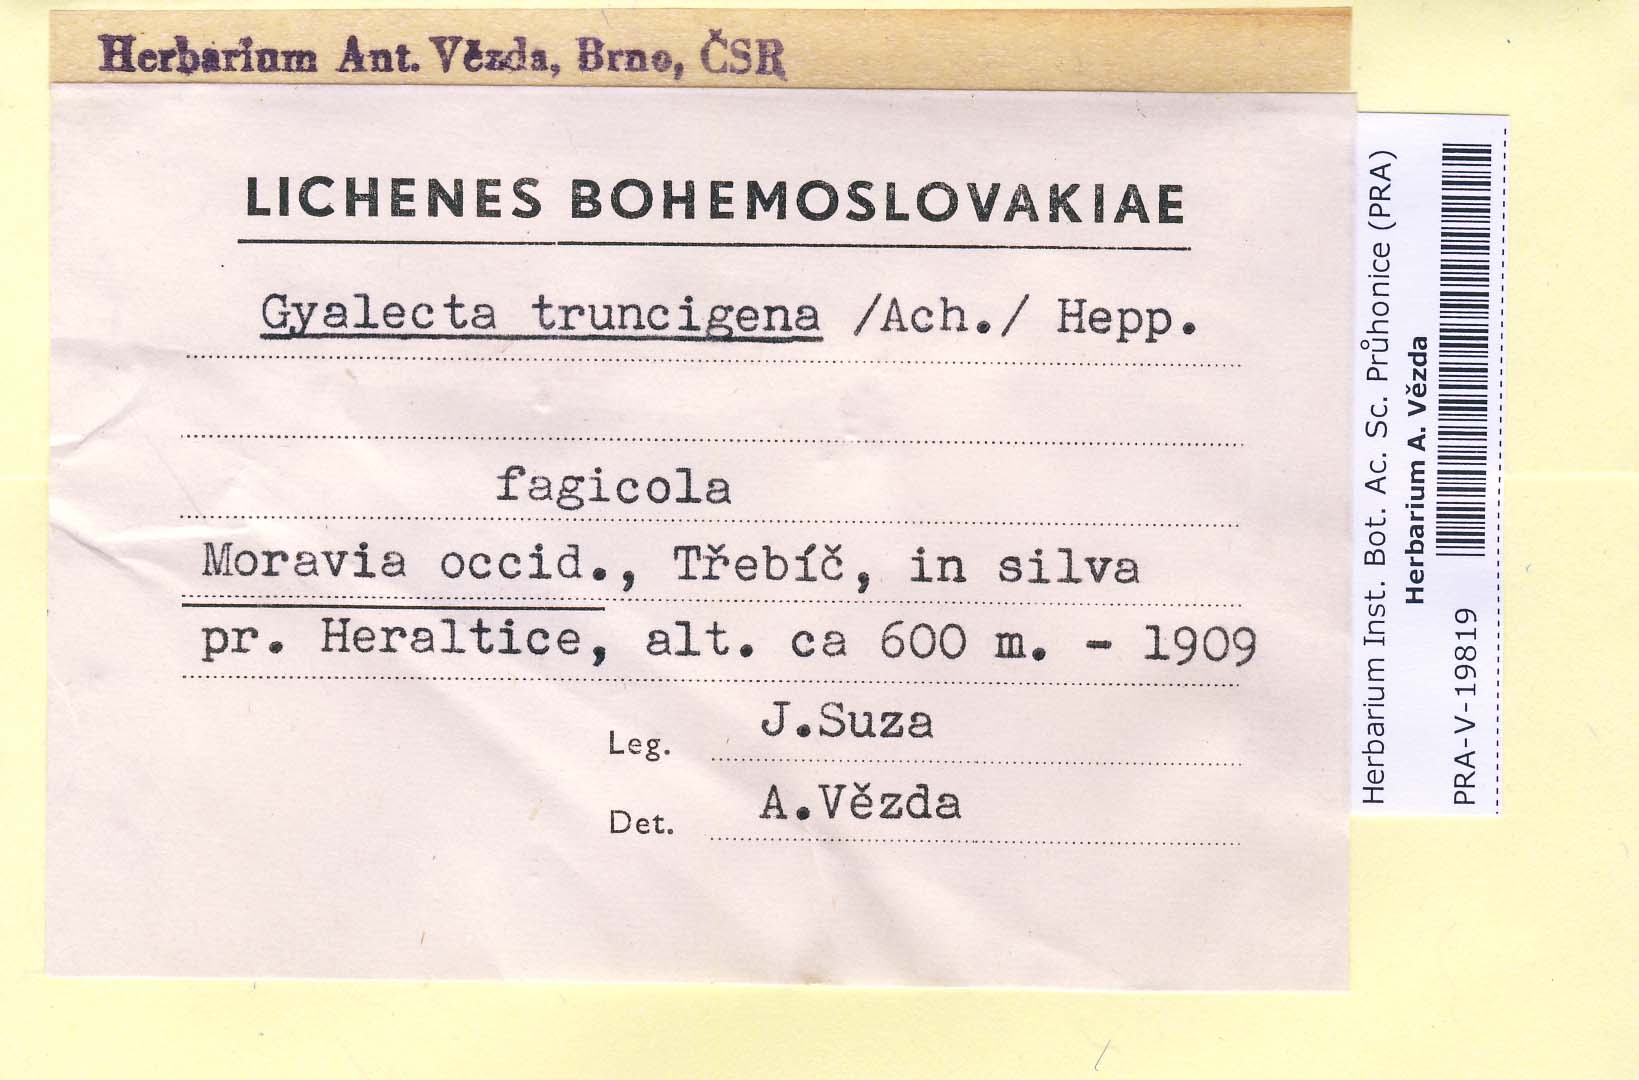 Herbarium Ant. Vězda, Brno, ČSR
LICHENES BOHEMOSLOVAKIAE
Gyalecta truncigena /Ach./ Hepp.
fagicola
Moravia occid., Třebíč, in silva
pr. Heraltice, alt. ca 600 m. - 1909
Leg. J.Suza
Det. A.Vězda
Herbarium Inst. Bot. Ac. Sc. Průhonice (PRA)
Herbarium A. Vězda
PRA-V-19819